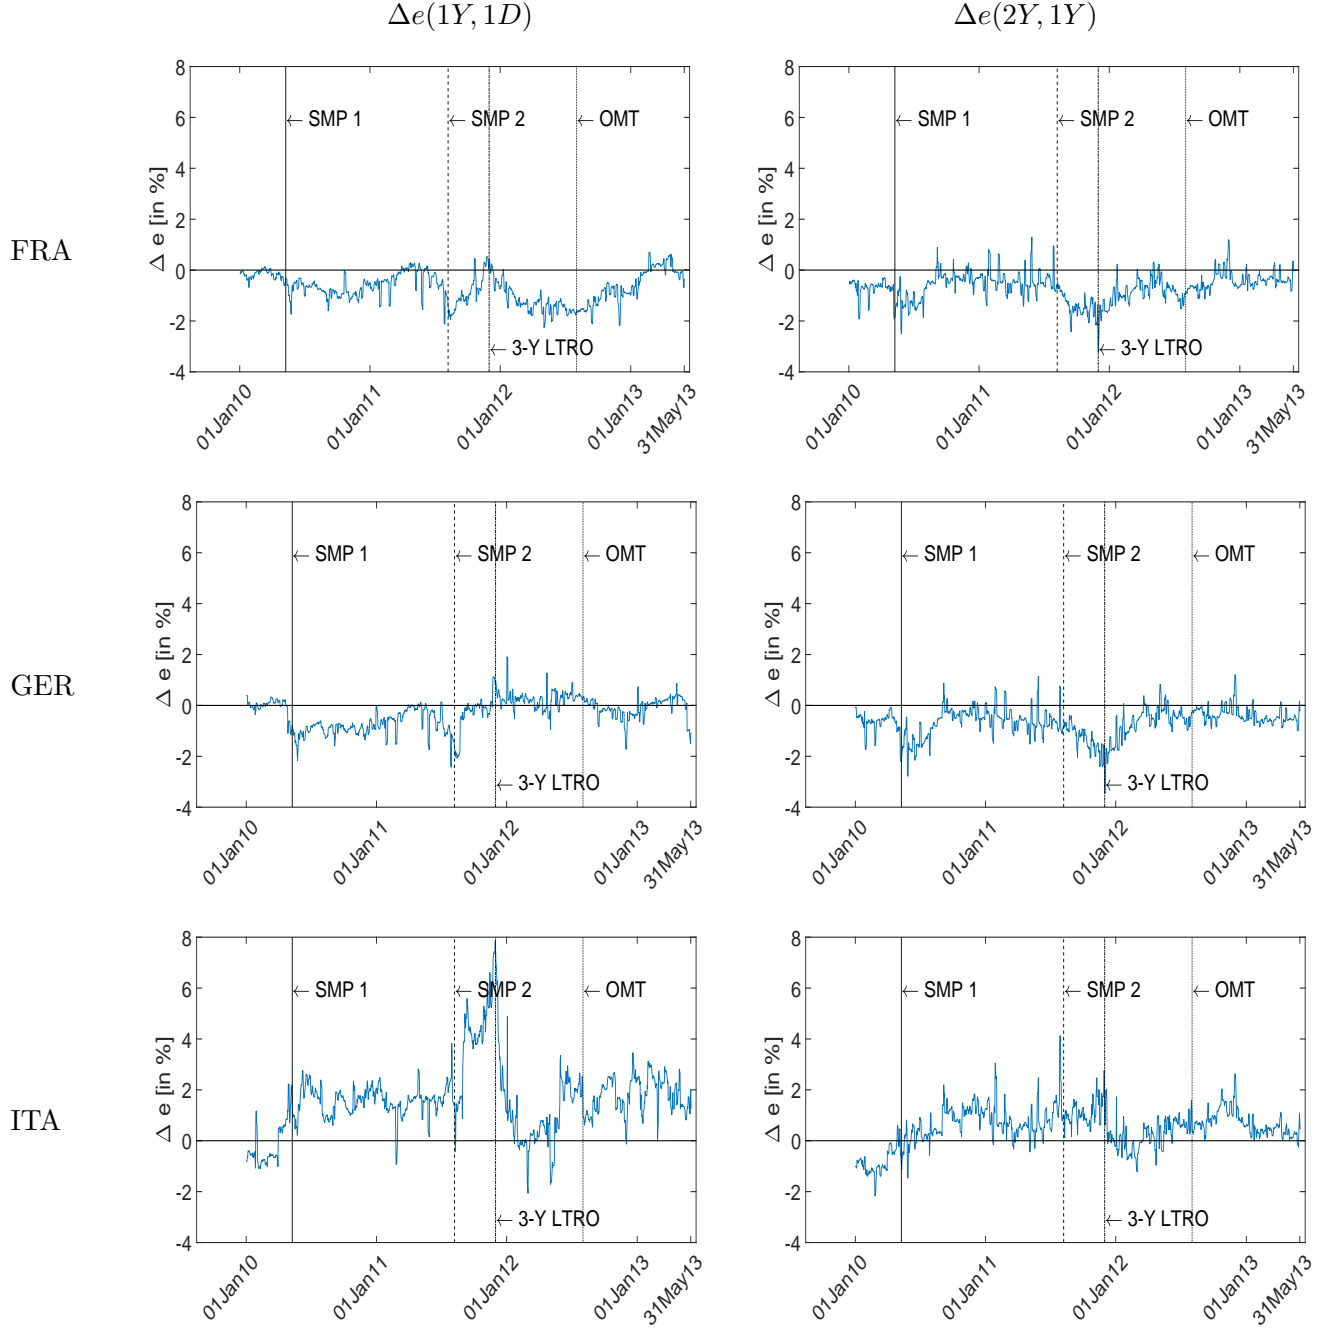 Δe(1Y, 1D)
Δe(2Y, 1Y)
FRA
Δ e [in %]
8
6
4
2
0
-2
-4
← SMP 1
← SMP 2
← OMT
← 3-Y LTRO
01Jan10
01Jan11
01Jan12
01Jan13
31May13
Δ e [in %]
8
6
4
2
0
-2
-4
← SMP 1
← SMP 2
← OMT
← 3-Y LTRO
01Jan10
01Jan11
01Jan12
01Jan13
31May13
GER
Δ e [in %]
8
6
4
2
0
-2
-4
← SMP 1
← SMP 2
← OMT
← 3-Y LTRO
01Jan10
01Jan11
01Jan12
01Jan13
31May13
Δ e [in %]
8
6
4
2
0
-2
-4
← SMP 1
← SMP 2
← OMT
← 3-Y LTRO
01Jan10
01Jan11
01Jan12
01Jan13
31May13
ITA
Δ e [in %]
8
6
4
2
0
-2
-4
← SMP 1
← SMP 2
← OMT
← 3-Y LTRO
01Jan10
01Jan11
01Jan12
01Jan13
31May13
Δ e [in %]
8
6
4
2
0
-2
-4
← SMP 1
← SMP 2
← OMT
← 3-Y LTRO
01Jan10
01Jan11
01Jan12
01Jan13
31May13